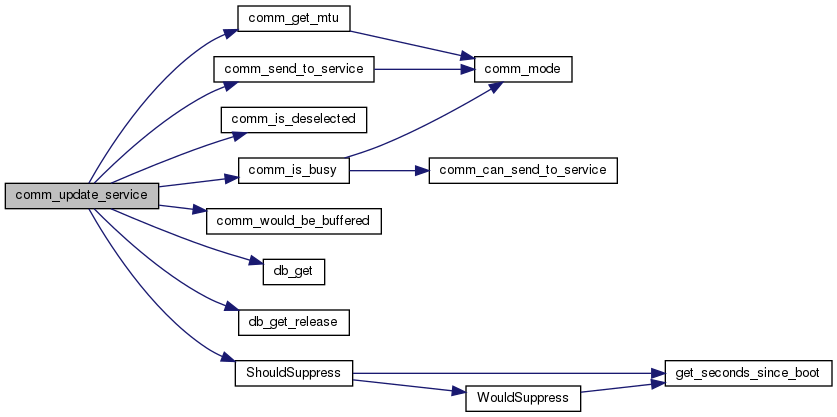 comm_get_mtu
comm_send_to_service
comm_mode
comm_is_deselected
comm_is_busy
comm_can_send_to_service
comm_update_service
comm_would_be_buffered
db_get
db_get_release
ShouldSuppress
get_seconds_since_boot
WouldSuppress